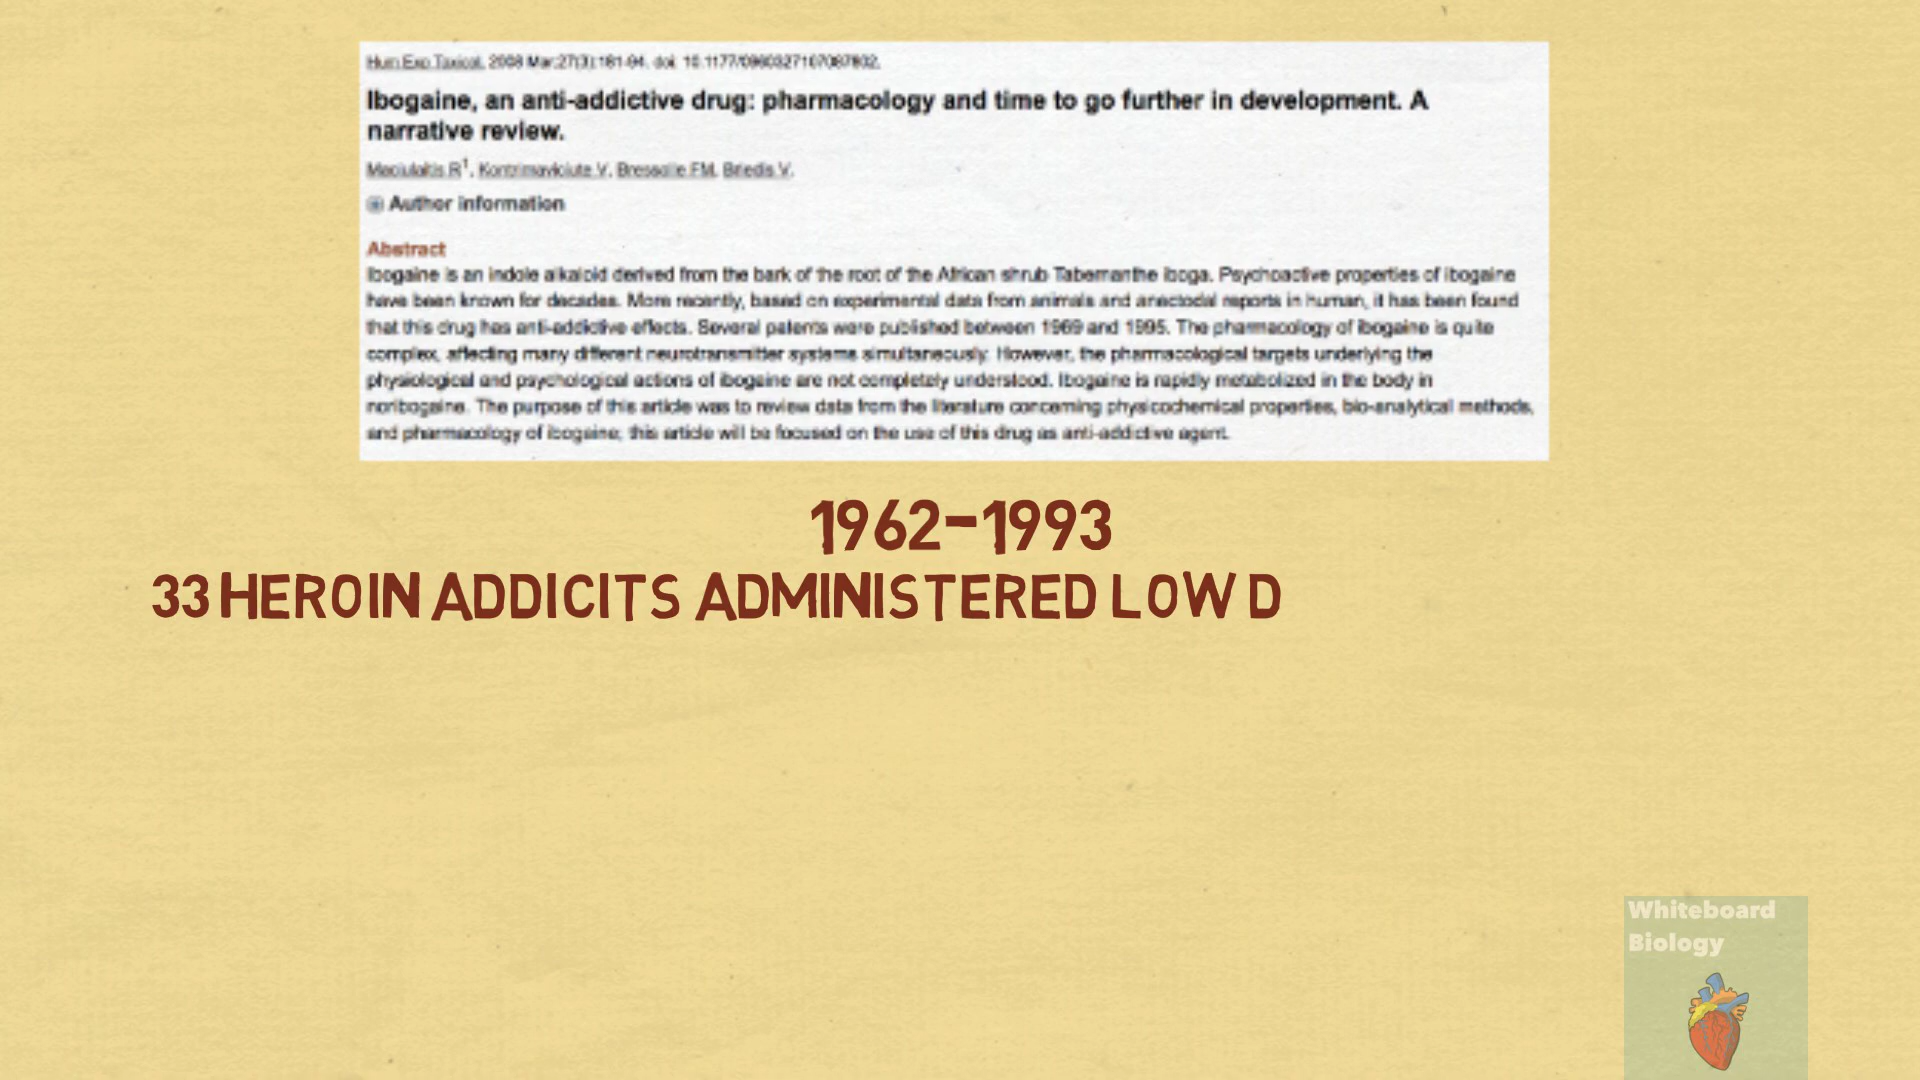 Hum Exp Toxicol. 2008 Mar;27(3):181-94. doi: 10.1177/0960327107087802.
Ibogaine, an anti-addictive drug: pharmacology and time to go further in development. A
narrative review.
Maciulaitis R1, Kontrimaviciute V, Bressolle FM, Briedis V.
Author information
Abstract
Ibogaine is an indole alkaloid derived from the bark of the root of the African shrub Tabernanthe iboga. Psychoactive properties of ibogaine
have been known for decades. More recently, based on experimental data from animals and anectodal reports in human, it has been found
that this drug has anti-addictive effects. Several patents were published between 1969 and 1995. The pharmacology of ibogaine is quite
complex, affecting many different neurotransmitter systems simultaneously. However, the pharmacological targets underlying the
physiological and psychological actions of ibogaine are not completely understood. Ibogaine is rapidly metabolized in the body in
noribogaine. The purpose of this article was to review data from the literature concerning physicochemical properties, bio-analytical methods,
and pharmacology of ibogaine; this article will be focused on the use of this drug as anti-addictive agent.
1962-1993
33 HEROIN ADDICITS ADMINISTERED LOW D
Whiteboard
Biology